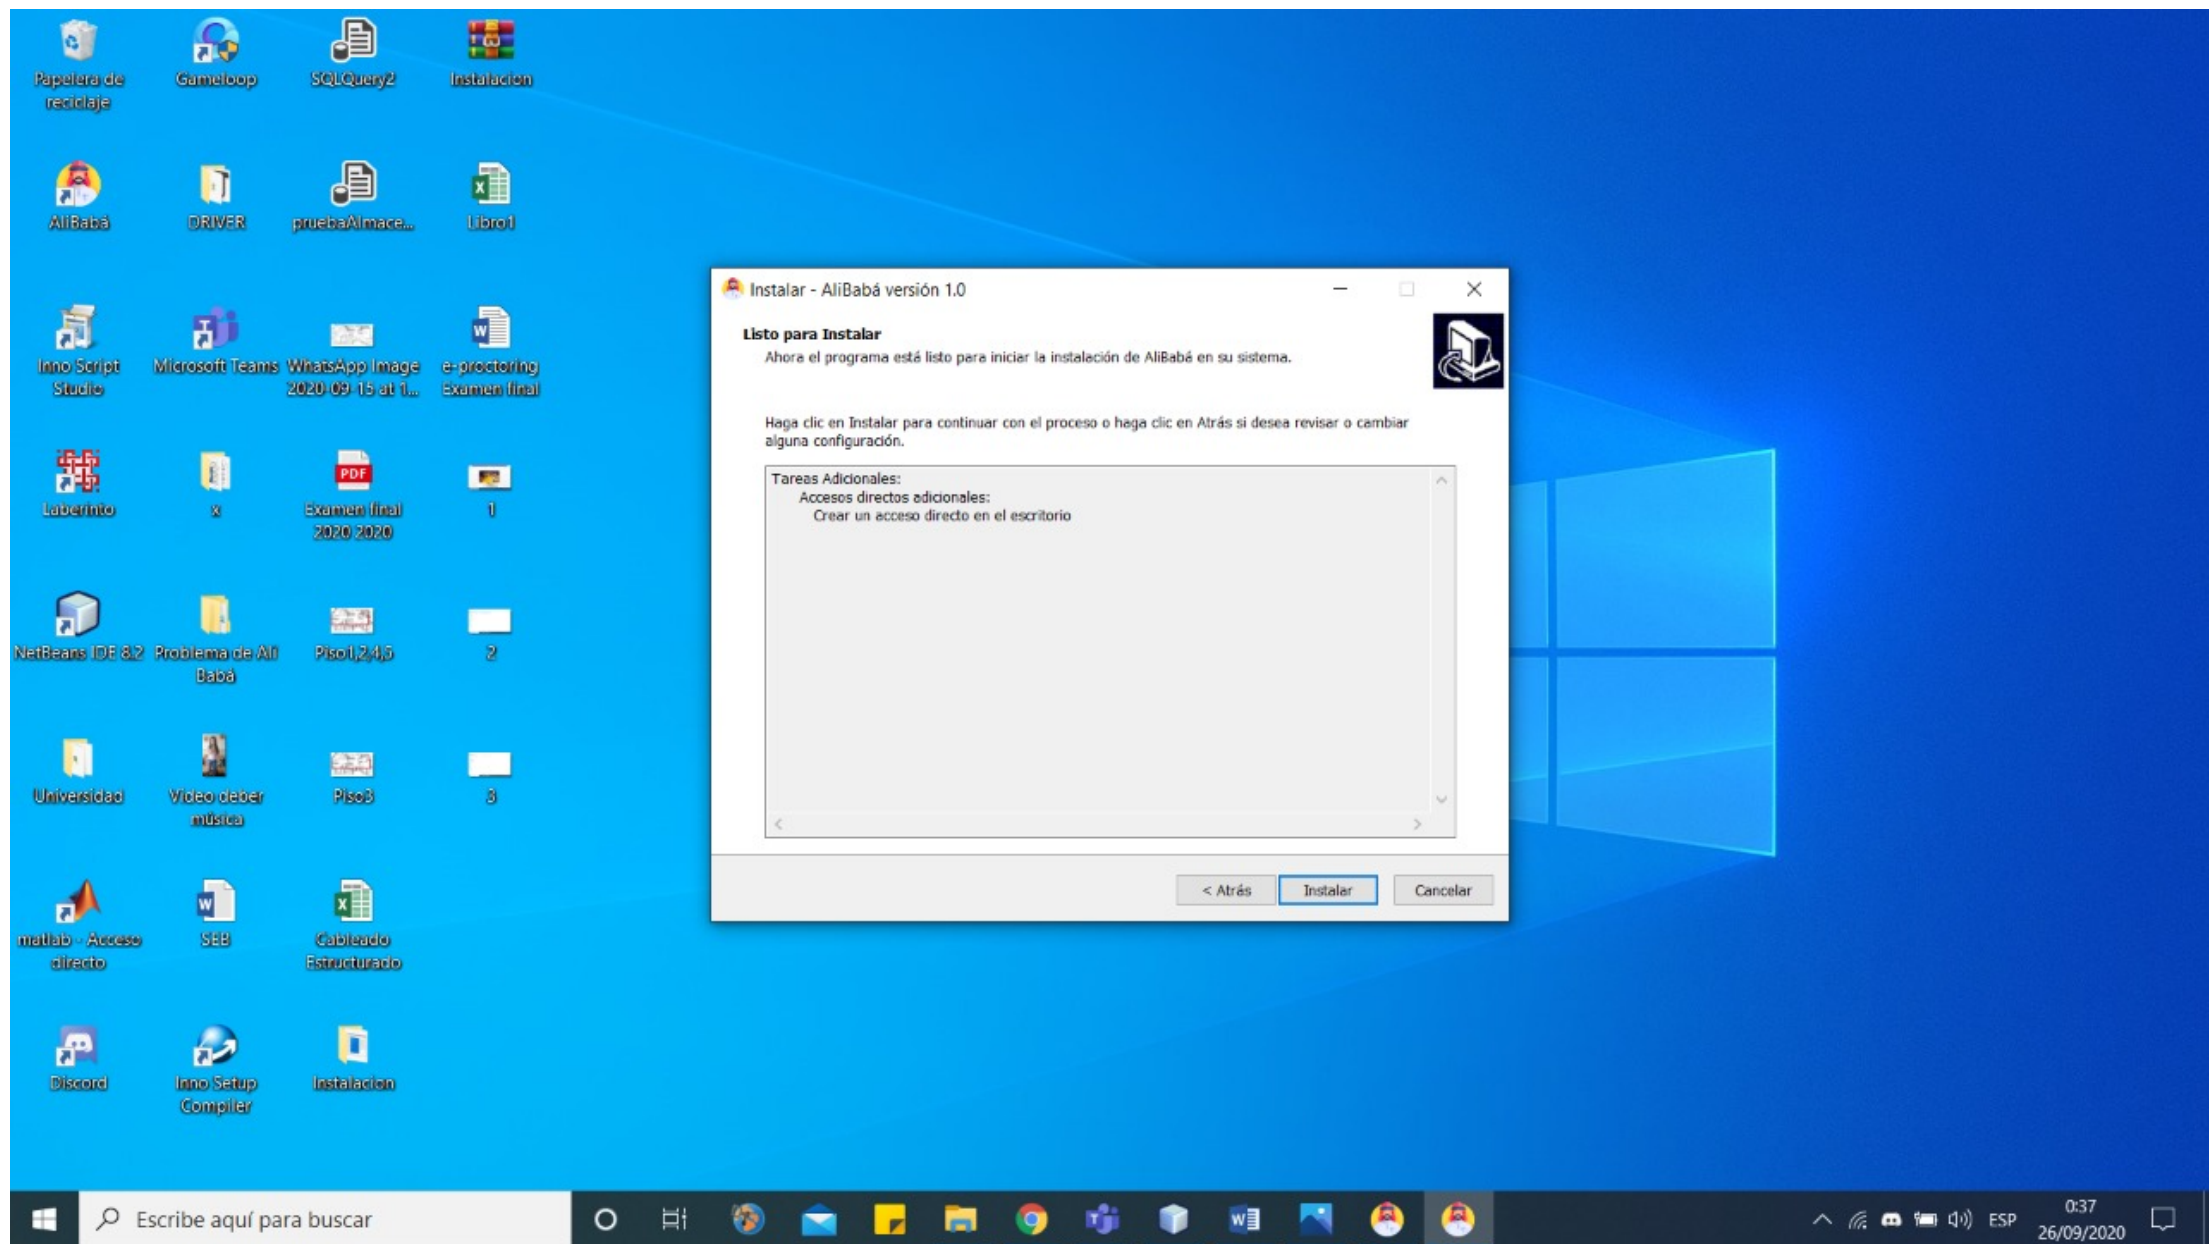 Papelera de
reciclaje
Gameloop
SQLQuery2
Instalacion
AliBabá
DRIVER
pruebaAlmace...
Libro1
Inno Script
Studio
Microsoft Teams
WhatsApp Image
2020-09-15 at 1...
e-proctoring
Examen final
Laberinto
x
PDF
Examen final
2020 2020
1
NetBeans IDE 8.2
Problema de Ali
Babá
Piso1,2,4,5
2
Universidad
Video deber
música
Piso3
3
matlab - Acceso
directo
SEB
Cableado
Estructurado
Discord
Inno Setup
Compiler
Instalacion
Instalar - AliBabá versión 1.0
Listo para Instalar
Ahora el programa está listo para iniciar la instalación de AliBabá en su sistema.
Haga clic en Instalar para continuar con el proceso o haga clic en Atrás si desea revisar o cambiar
alguna configuración.
Tareas Adicionales:
Accesos directos adicionales:
Crear un acceso directo en el escritorio
< Atrás
Instalar
Cancelar
Escribe aquí para buscar
ESP
0:37
26/09/2020